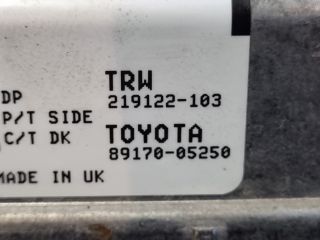 TRW
DP 219122-103
P/T SIDE
C/T DK TOYOTA
89170-05250
MADE IN UK